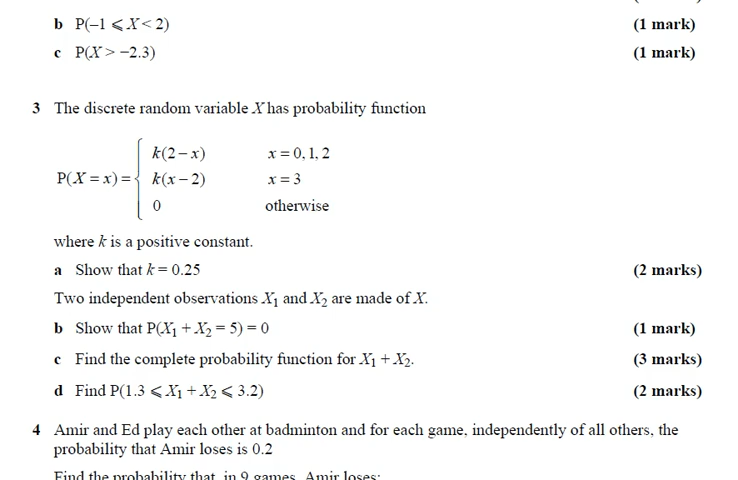 b P(−1 ⩽ X < 2) (1 mark)
c P(X > −2.3) (1 mark)
3 The discrete random variable X has probability function
k(2 − x) x = 0, 1, 2
P(X = x) = { k(x − 2) x = 3
0 otherwise
where k is a positive constant.
a Show that k = 0.25 (2 marks)
Two independent observations X₁ and X₂ are made of X.
b Show that P(X₁ + X₂ = 5) = 0 (1 mark)
c Find the complete probability function for X₁ + X₂. (3 marks)
d Find P(1.3 ⩽ X₁ + X₂ ⩽ 3.2) (2 marks)
4 Amir and Ed play each other at badminton and for each game, independently of all others, the
probability that Amir loses is 0.2
Find the probability that, in 9 games, Amir loses: